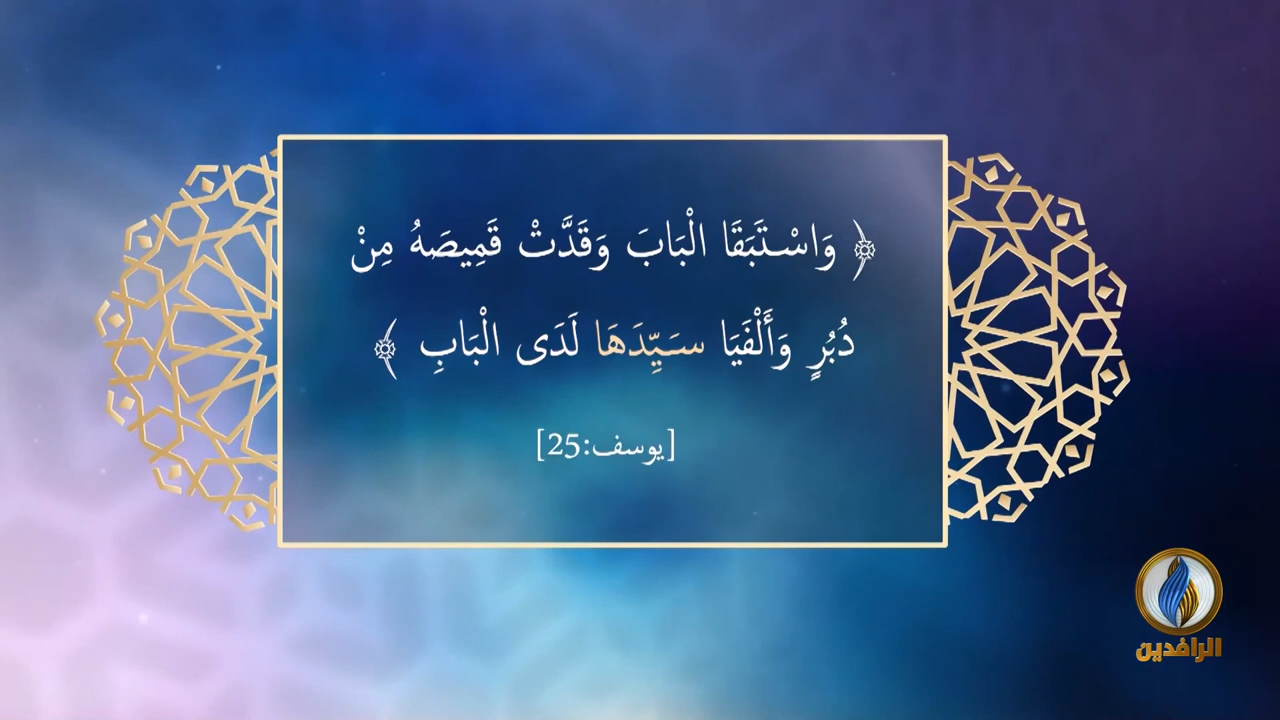 ﴿ وَاسْتَبَقَا الْبَابَ وَقَدَّتْ قَمِيصَهُ مِنْ
دُبُرٍ وَأَلْفَيَا سَيِّدَهَا لَدَى الْبَابِ ﴾
[يوسف:25]
الرافدين